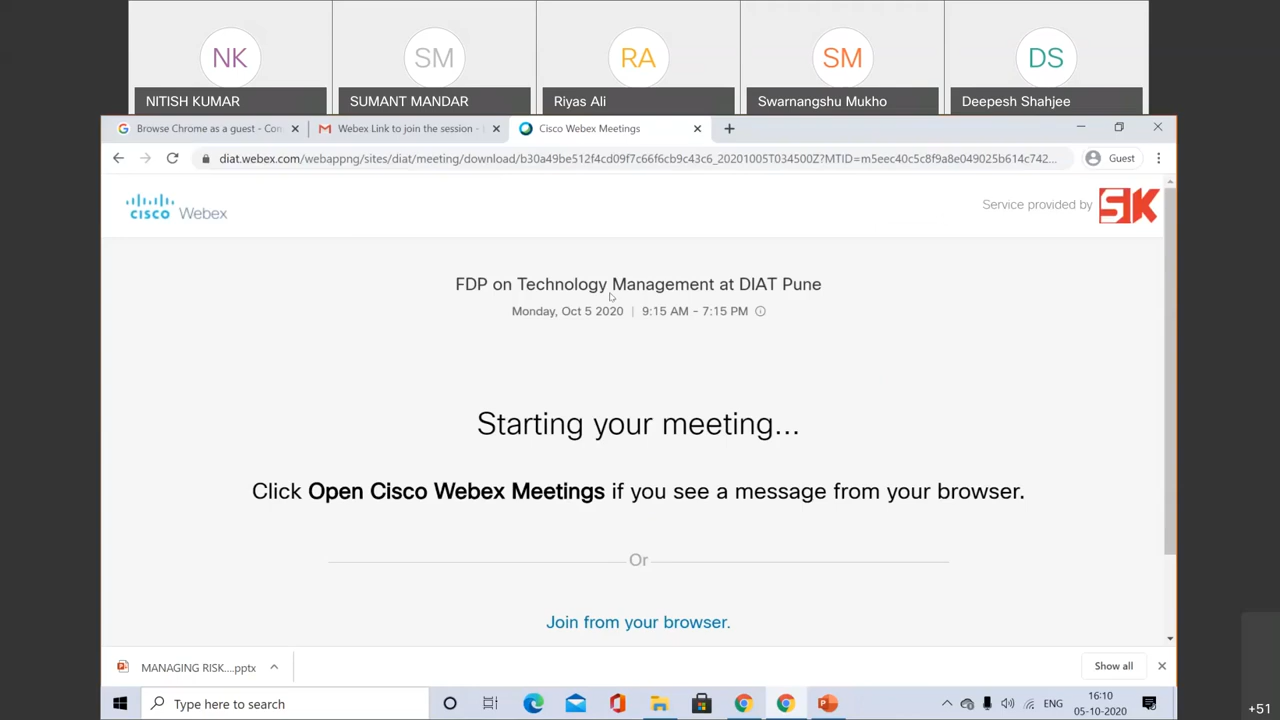 NK
NITISH KUMAR
SM
SUMANT MANDAR
RA
Riyas Ali
SM
Swarnangshu Mukho
DS
Deepesh Shahjee
Browse Chrome as a guest - Con
Webex Link to join the session -
Cisco Webex Meetings
diat.webex.com/webappng/sites/diat/meeting/download/b30a49be512f4cd09f7c66f6cb9c43c6_20201005T034500Z?MTID=m5eec40c5c8f9a8e049025b614c742...
Guest
cisco Webex
Service provided by SK
FDP on Technology Management at DIAT Pune
Monday, Oct 5 2020 | 9:15 AM - 7:15 PM
Starting your meeting...
Click Open Cisco Webex Meetings if you see a message from your browser.
Or
Join from your browser.
MANAGING RISK....pptx
Show all
Type here to search
ENG
16:10
05-10-2020
+51